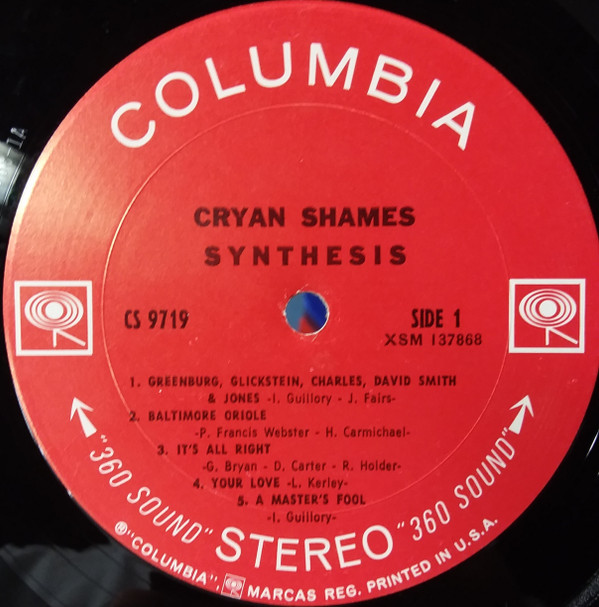 COLUMBIA
CRYAN SHAMES
SYNTHESIS
CS 9719
SIDE 1
XSM 137868
1. GREENBURG, GLICKSTEIN, CHARLES, DAVID SMITH
& JONES -I. Guillory - J. Fairs-
2. BALTIMORE ORIOLE
-P. Francis Webster - H. Carmichael-
3. IT'S ALL RIGHT
-G. Bryan - D. Carter - R. Holder-
4. YOUR LOVE -L. Kerley-
5. A MASTER'S FOOL
-I. Guillory-
"360 SOUND" STEREO "360 SOUND"
®"COLUMBIA", MARCAS REG. PRINTED IN U.S.A.